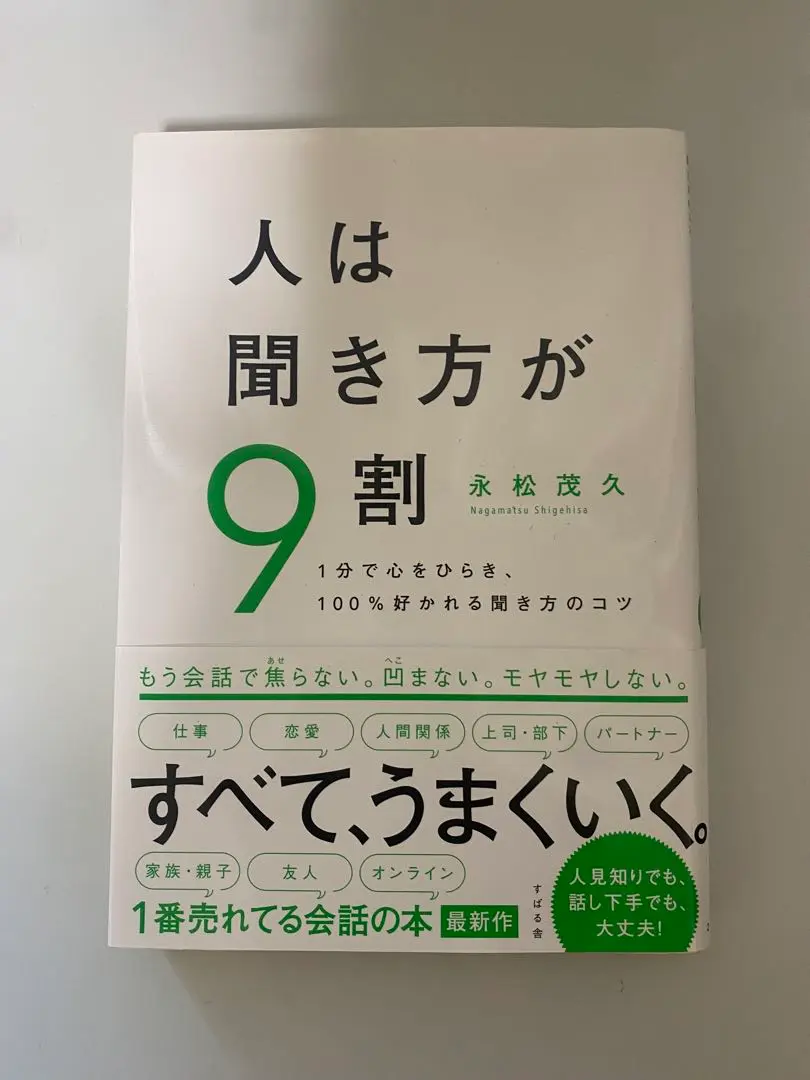 人は
聞き方が
9割
永松茂久
Nagamatsu Shigehisa
1分で心をひらき、
100%好かれる聞き方のコツ
もう会話で焦らない。凹まない。モヤモヤしない。
あせ
へこ
仕事
恋愛
人間関係
上司・部下
パートナー
すべて、うまくいく。
家族・親子
友人
オンライン
1番売れてる会話の本 最新作
すばる舎
人見知りでも、
話し下手でも、
大丈夫!